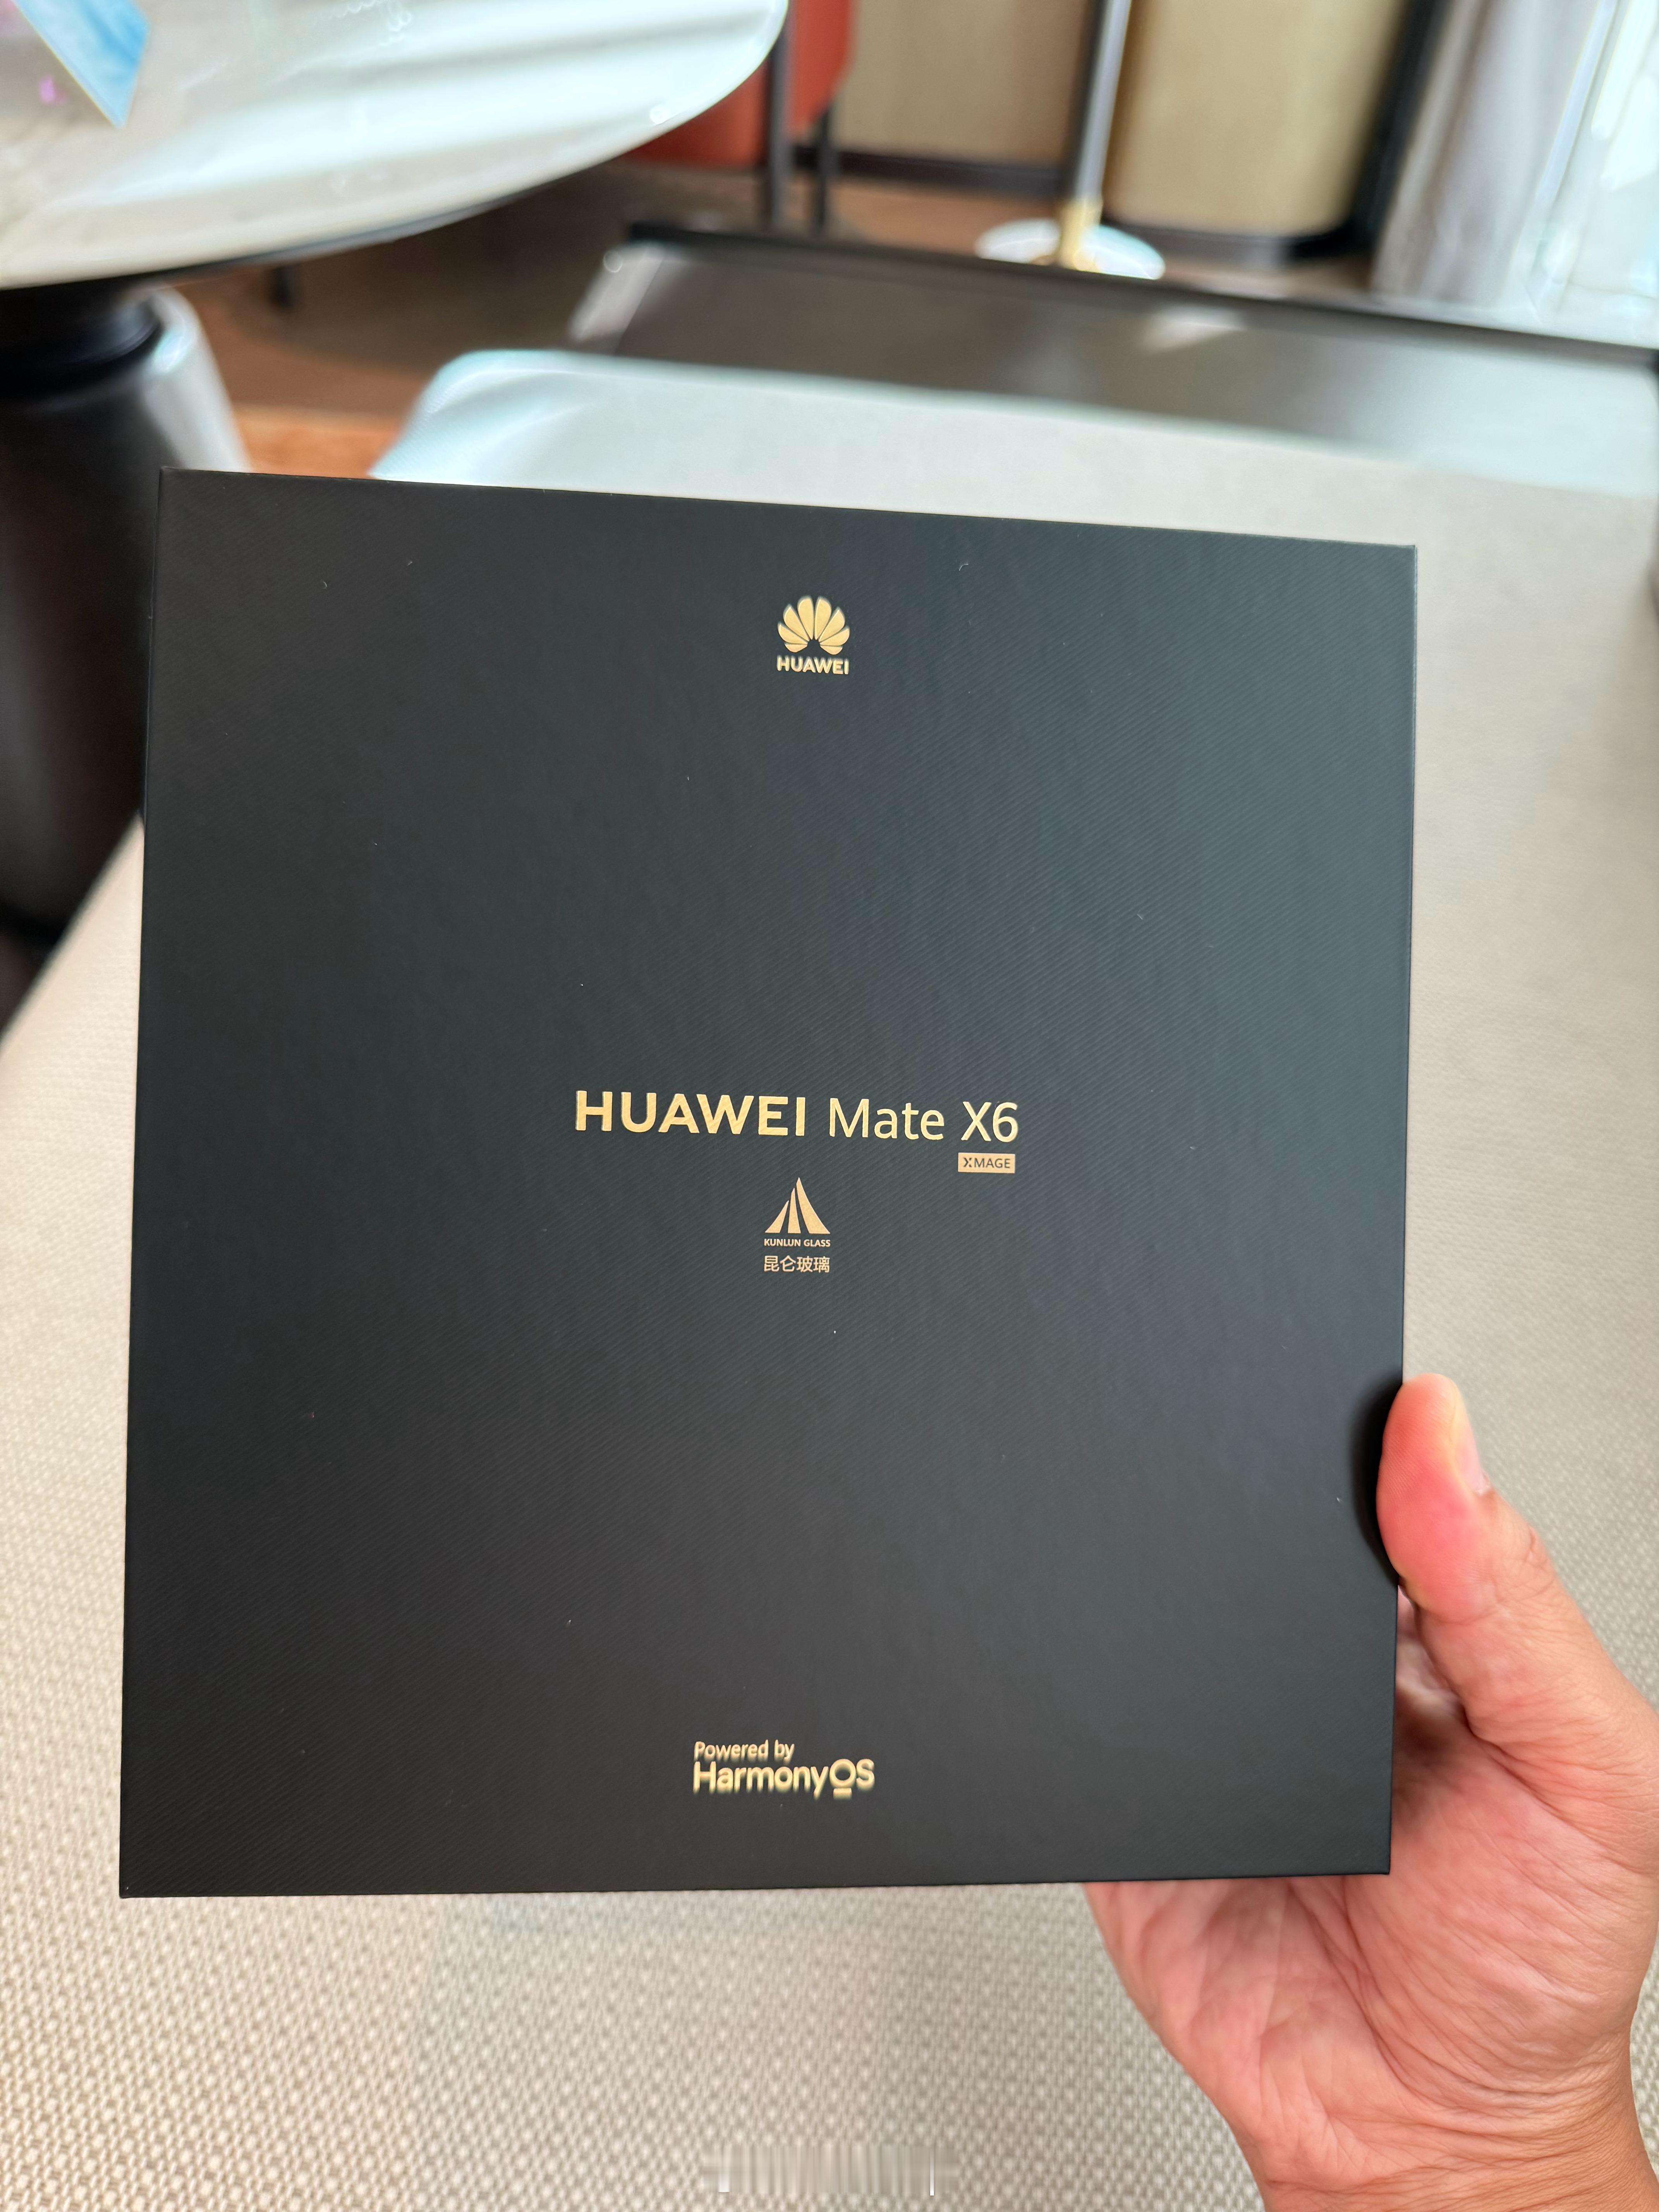 HUAWEI
HUAWEI Mate X6
XMAGE
KUNLUN GLASS
昆仑玻璃
Powered by
HarmonyOS